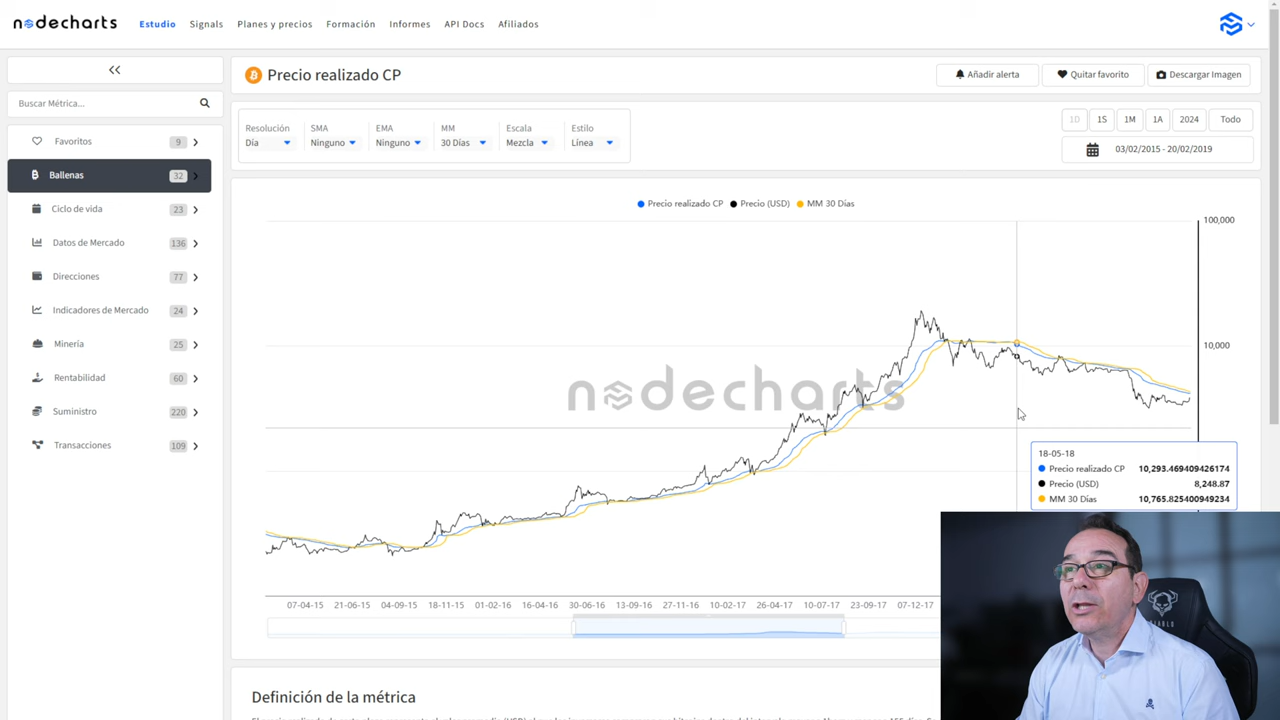 nodecharts
Estudio
Signals
Planes y precios
Formación
Informes
API Docs
Afiliados
Precio realizado CP
Añadir alerta
Quitar favorito
Descargar Imagen
Buscar Métrica...
Favoritos 9
Ballenas 32
Ciclo de vida 23
Datos de Mercado 136
Direcciones 77
Indicadores de Mercado 24
Minería 25
Rentabilidad 60
Suministro 220
Transacciones 109
Resolución SMA EMA MM Escala Estilo
Día Ninguno Ninguno 30 Días Mezcla Línea
1D 1S 1M 1A 2024 Todo
03/02/2015 - 20/02/2019
Precio realizado CP Precio (USD) MM 30 Días
100,000
10,000
nodecharts
18-05-18
Precio realizado CP 10,293.469409426174
Precio (USD) 8,248.87
MM 30 Días 10,765.825400949234
07-04-15 21-06-15 04-09-15 18-11-15 01-02-16 16-04-16 30-06-16 13-09-16 27-11-16 10-02-17 26-04-17 10-07-17 23-09-17 07-12-17
Definición de la métrica